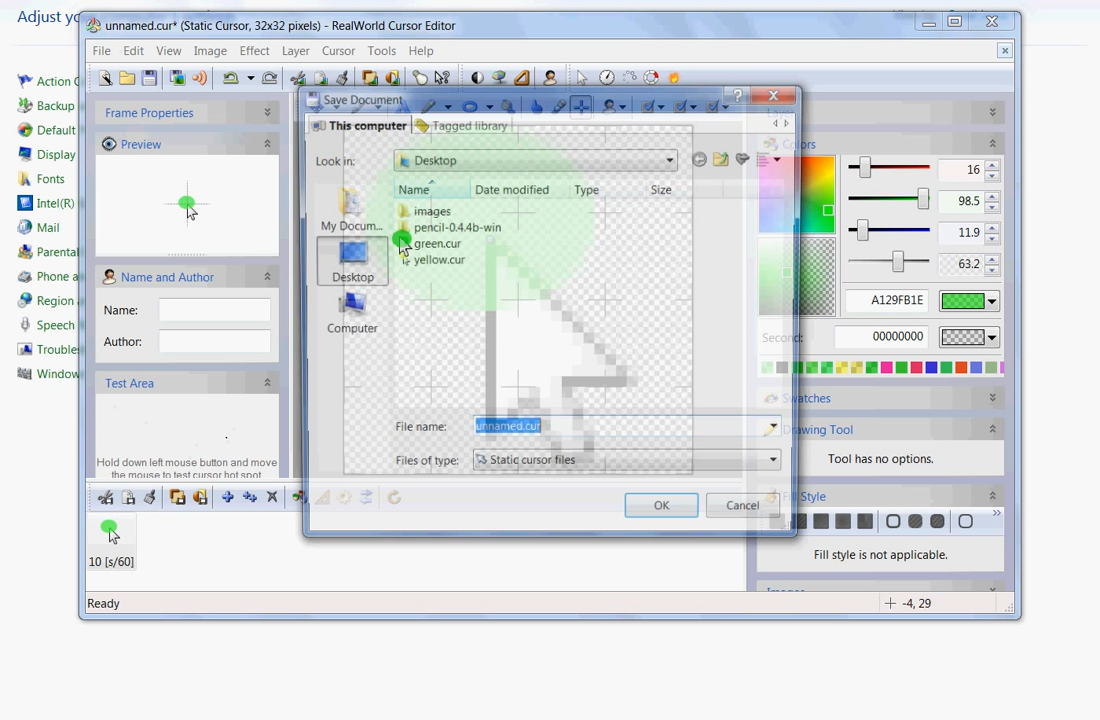 Adjust yo
unnamed.cur* (Static Cursor, 32x32 pixels) - RealWorld Cursor Editor
File Edit View Image Effect Layer Cursor Tools Help
Action C
Backup
Default
Display
Fonts
Intel(R)
Mail
Parental
Phone a
Region
Speech
Trouble
Window
Frame Properties
Preview
Name and Author
Name:
Author:
Test Area
Hold down left mouse button and move
the mouse to test cursor hot spot.
10 [s/60]
Ready
-4, 29
Save Document
This computer
Tagged library
Look in:
Desktop
Name Date modified Type Size
My Docum...
Desktop
Computer
images
pencil-0.4.4b-win
green.cur
yellow.cur
File name:
unnamed.cur
Files of type:
Static cursor files
OK
Cancel
Colors
16
98.5
11.9
63.2
A129FB1E
Second:
00000000
Swatches
Drawing Tool
Tool has no options.
Fill Style
Fill style is not applicable.